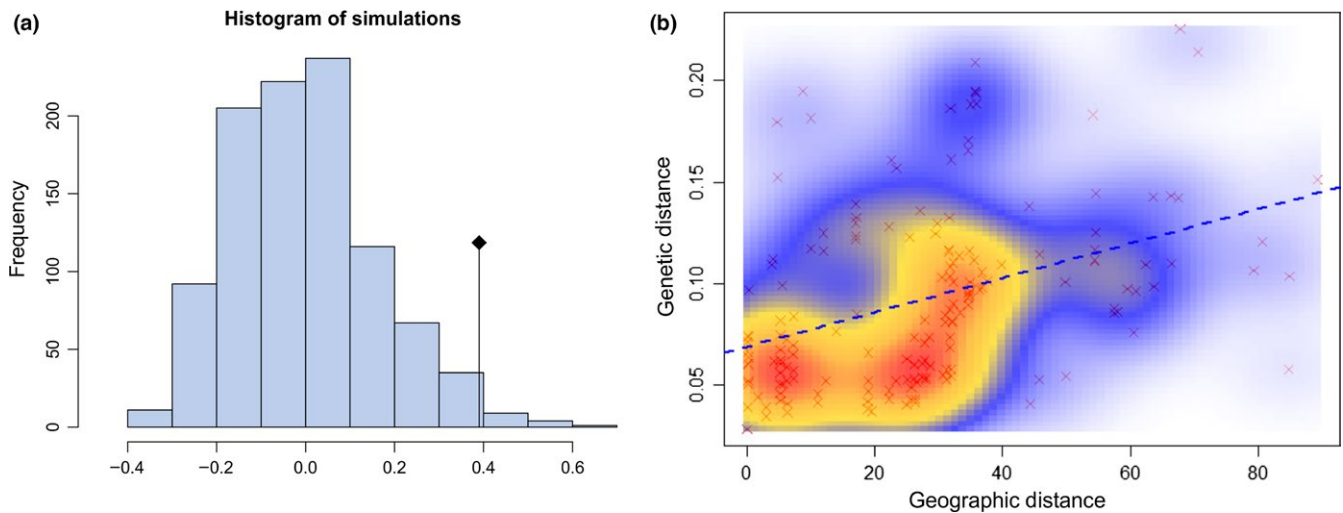 (a)
Histogram of simulations
Frequency
200
150
100
50
0
−0.4 −0.2 0.0 0.2 0.4 0.6
(b)
Genetic distance
0.20
0.15
0.10
0.05
0 20 40 60 80
Geographic distance